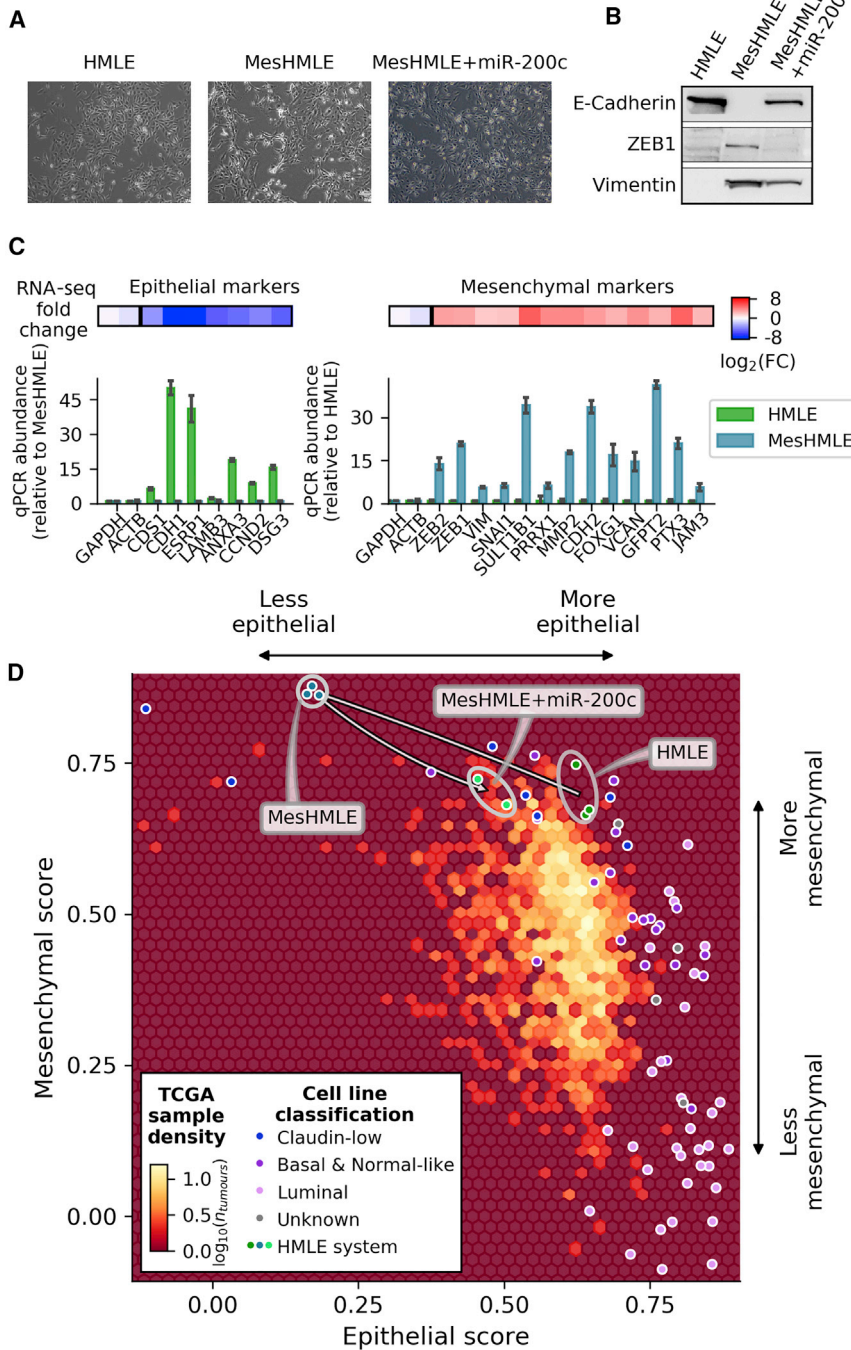 A
HMLE
MesHMLE
MesHMLE+miR-200c
B
HMLE
MesHMLE
MesHMLE
+miR-200
E-Cadherin
ZEB1
Vimentin
C
RNA-seq
fold
change
Epithelial markers
Mesenchymal markers
8
0
-8
log2(FC)
qPCR abundance
(relative to MesHMLE)
45
30
15
0
GAPDH
ACTB
CDS1
CDH1
ESRP1
LAMB3
ANXA3
CCND2
DSG3
qPCR abundance
(relative to HMLE)
30
15
0
GAPDH
ACTB
ZEB2
ZEB1
VIM
SNAI1
SULT1B1
PRRX1
MMP2
CDH2
FOXG1
VCAN
GFPT2
PTX3
JAM3
HMLE
MesHMLE
Less
epithelial
More
epithelial
D
MesHMLE+miR-200c
HMLE
MesHMLE
Mesenchymal score
0.75
0.50
0.25
0.00
More
mesenchymal
Less
mesenchymal
TCGA
sample
density
1.0
0.5
0.0
log10(ntumours)
Cell line
classification
Claudin-low
Basal & Normal-like
Luminal
Unknown
HMLE system
0.00
0.25
0.50
0.75
Epithelial score